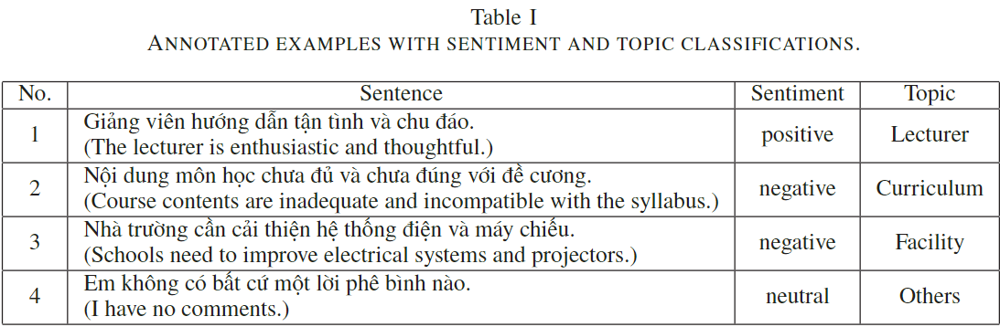 Table I
ANNOTATED EXAMPLES WITH SENTIMENT AND TOPIC CLASSIFICATIONS.
No. Sentence Sentiment Topic
1 Giảng viên hướng dẫn tận tình và chu đáo. positive Lecturer
(The lecturer is enthusiastic and thoughtful.)
2 Nội dung môn học chưa đủ và chưa đúng với đề cương. negative Curriculum
(Course contents are inadequate and incompatible with the syllabus.)
3 Nhà trường cần cải thiện hệ thống điện và máy chiếu. negative Facility
(Schools need to improve electrical systems and projectors.)
4 Em không có bất cứ một lời phê bình nào. neutral Others
(I have no comments.)